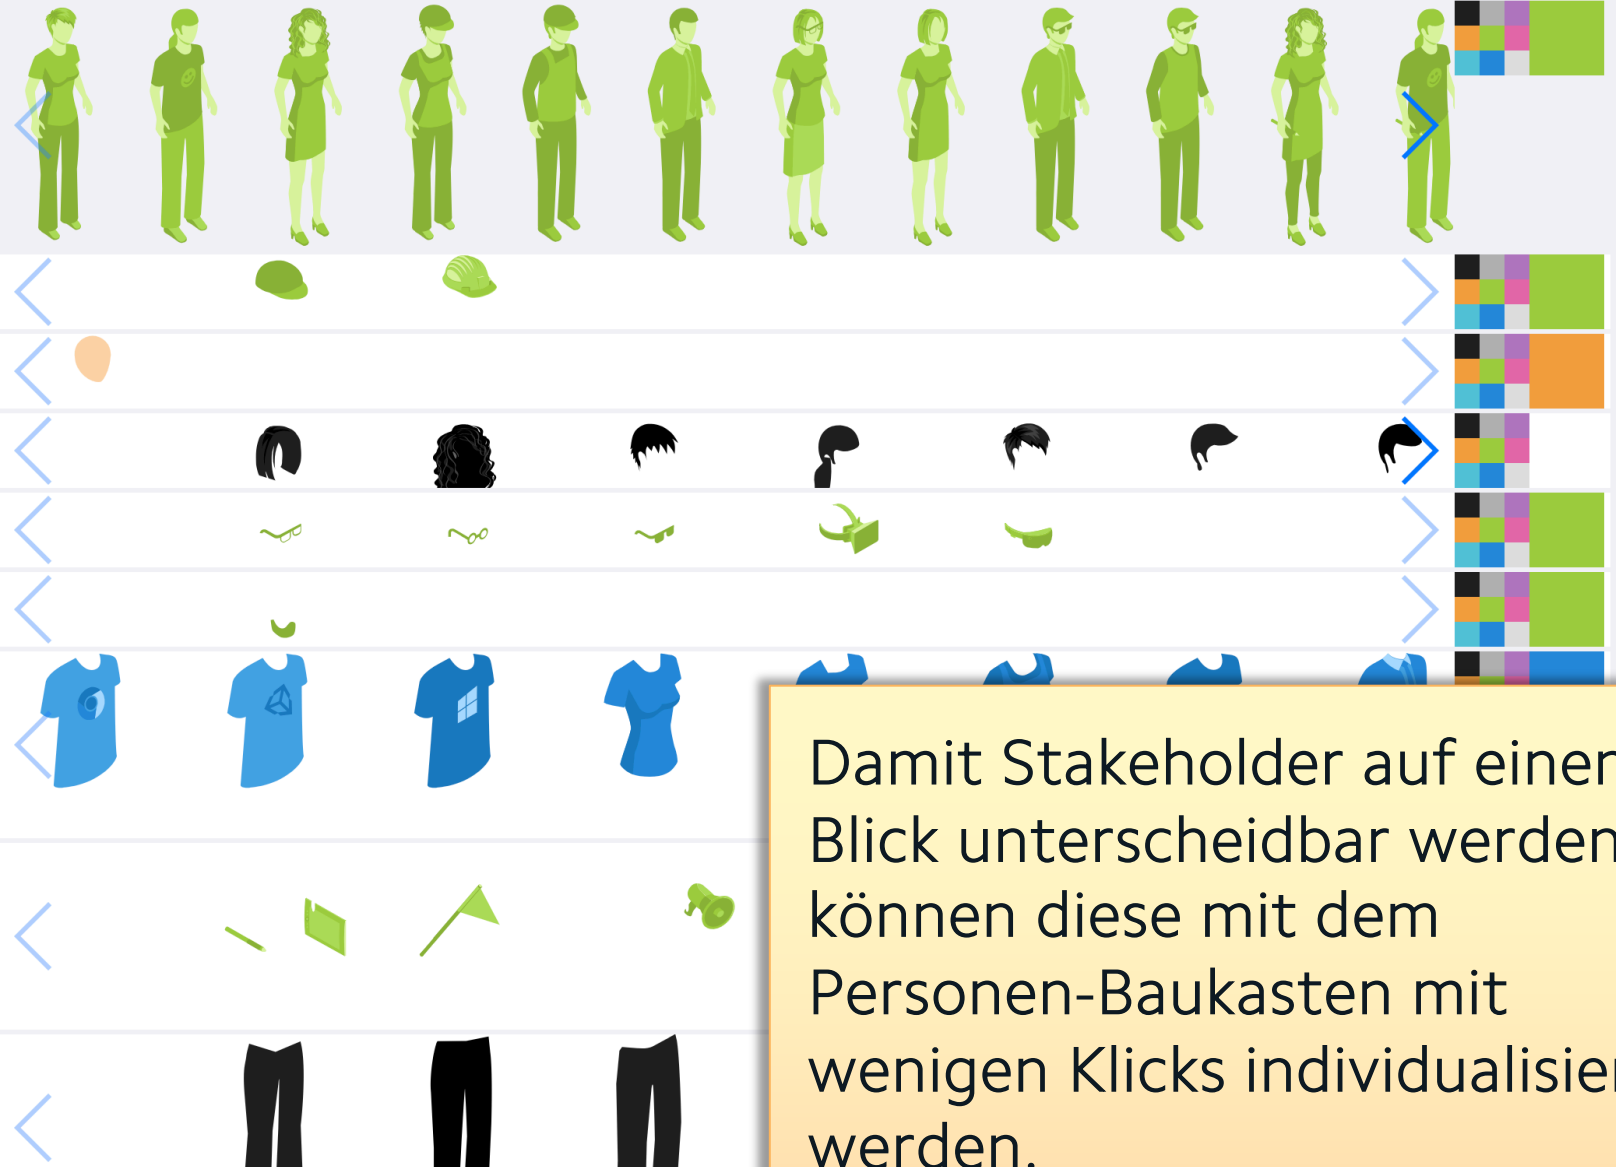 Damit Stakeholder auf einen
Blick unterscheidbar werden
können diese mit dem
Personen-Baukasten mit
wenigen Klicks individualisier
werden.